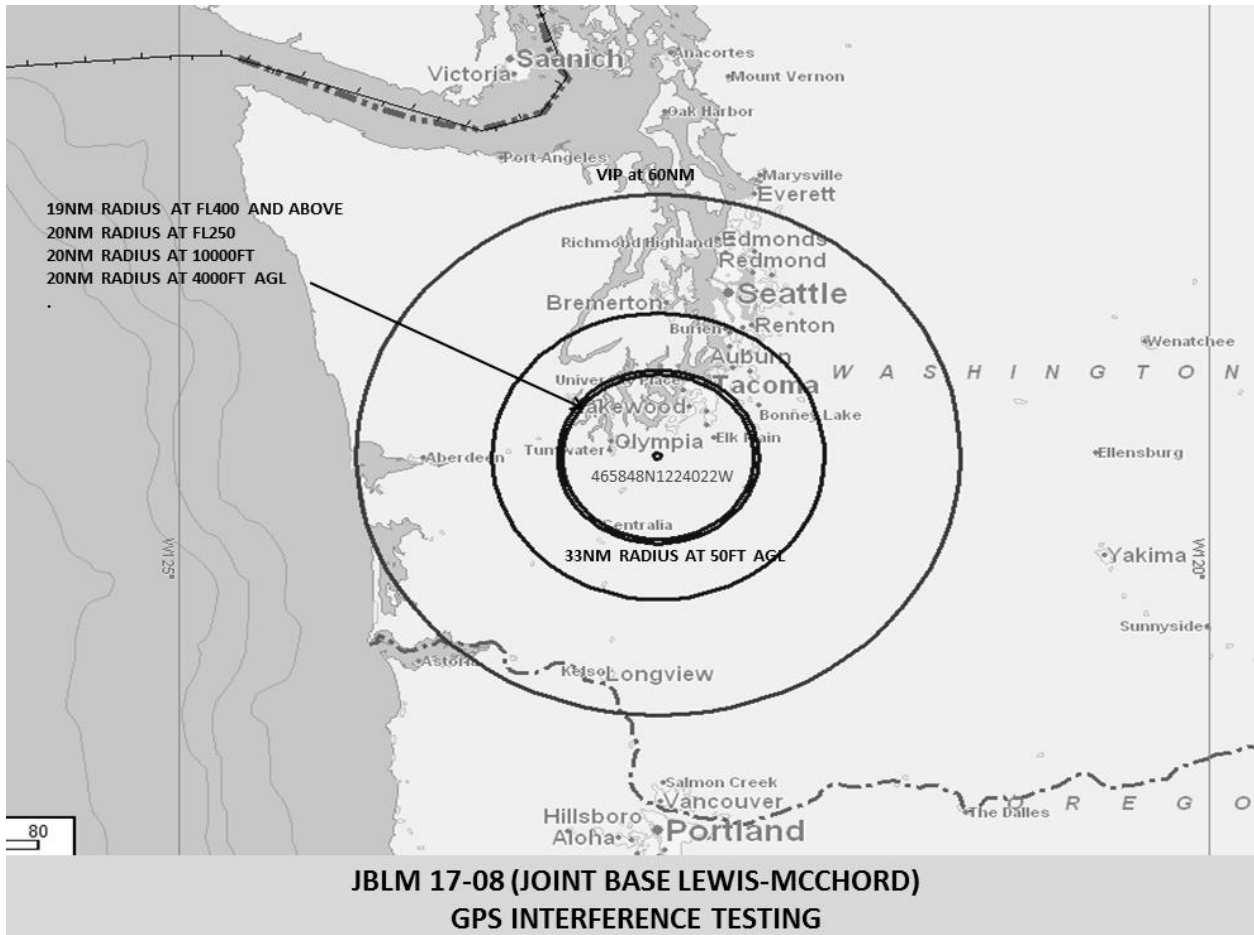 Saanich
Victoria
Anacortes
Mount Vernon
Oak Harbor
Port Angeles
VIP at 60NM
Marysville
Everett
19NM RADIUS AT FL400 AND ABOVE
20NM RADIUS AT FL250
20NM RADIUS AT 10000FT
20NM RADIUS AT 4000FT AGL
.
Richmond Highlands
Edmonds
Redmond
Seattle
Bremerton
Burien
Renton
Wenatchee
Auburn
University Place
Tacoma
WASHINGTON
Lakewood
Bonney Lake
Elk Plain
Olympia
Tumwater
Aberdeen
Ellensburg
465848N1224022W
Centralia
33NM RADIUS AT 50FT AGL
W125°
W120°
Yakima
Sunnyside
Astoria
Kelso
Longview
Salmon Creek
Vancouver
The Dalles
OREGO
Hillsboro
Aloha
Portland
80
JBLM 17-08 (JOINT BASE LEWIS-MCCHORD)
GPS INTERFERENCE TESTING